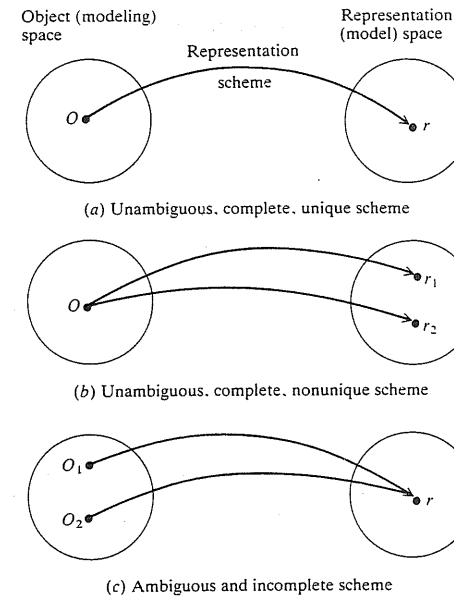 Object (modeling)
space
Representation
(model) space
Representation
scheme
O
r
(a) Unambiguous. complete. unique scheme
O
r1
r2
(b) Unambiguous. complete. nonunique scheme
O1
O2
r
(c) Ambiguous and incomplete scheme